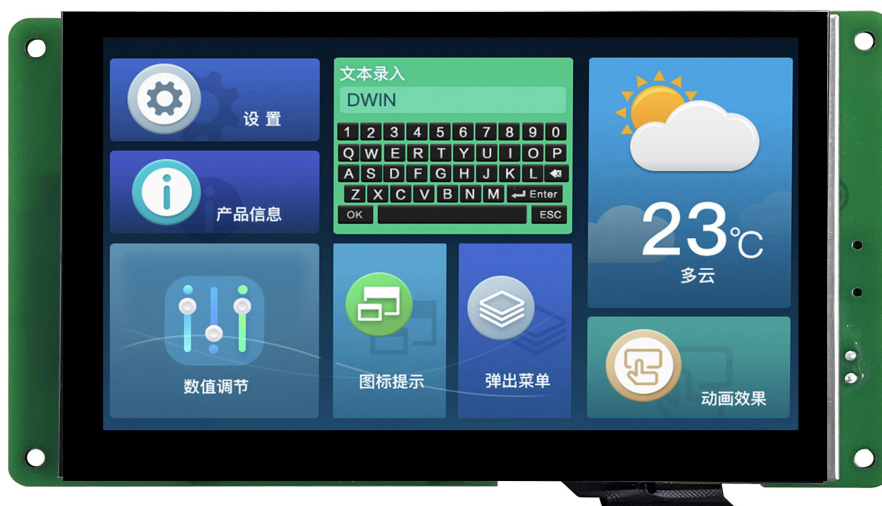 设置
产品信息
数值调节
文本录入
DWIN
1 2 3 4 5 6 7 8 9 0
Q W E R T Y U I O P
A S D F G H J K L
Z X C V B N M Enter
OK ESC
图标提示
弹出菜单
23℃
多云
动画效果